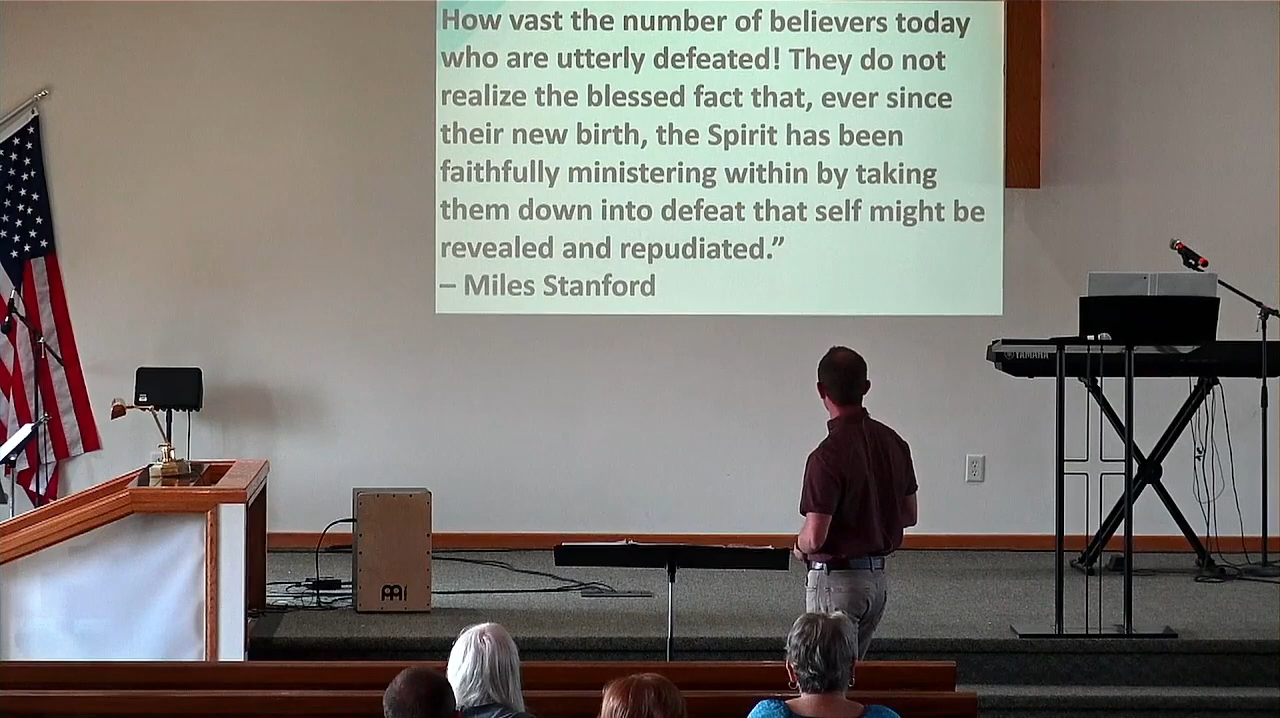 How vast the number of believers today
who are utterly defeated! They do not
realize the blessed fact that, ever since
their new birth, the Spirit has been
faithfully ministering within by taking
them down into defeat that self might be
revealed and repudiated.”
– Miles Stanford
YAMAHA